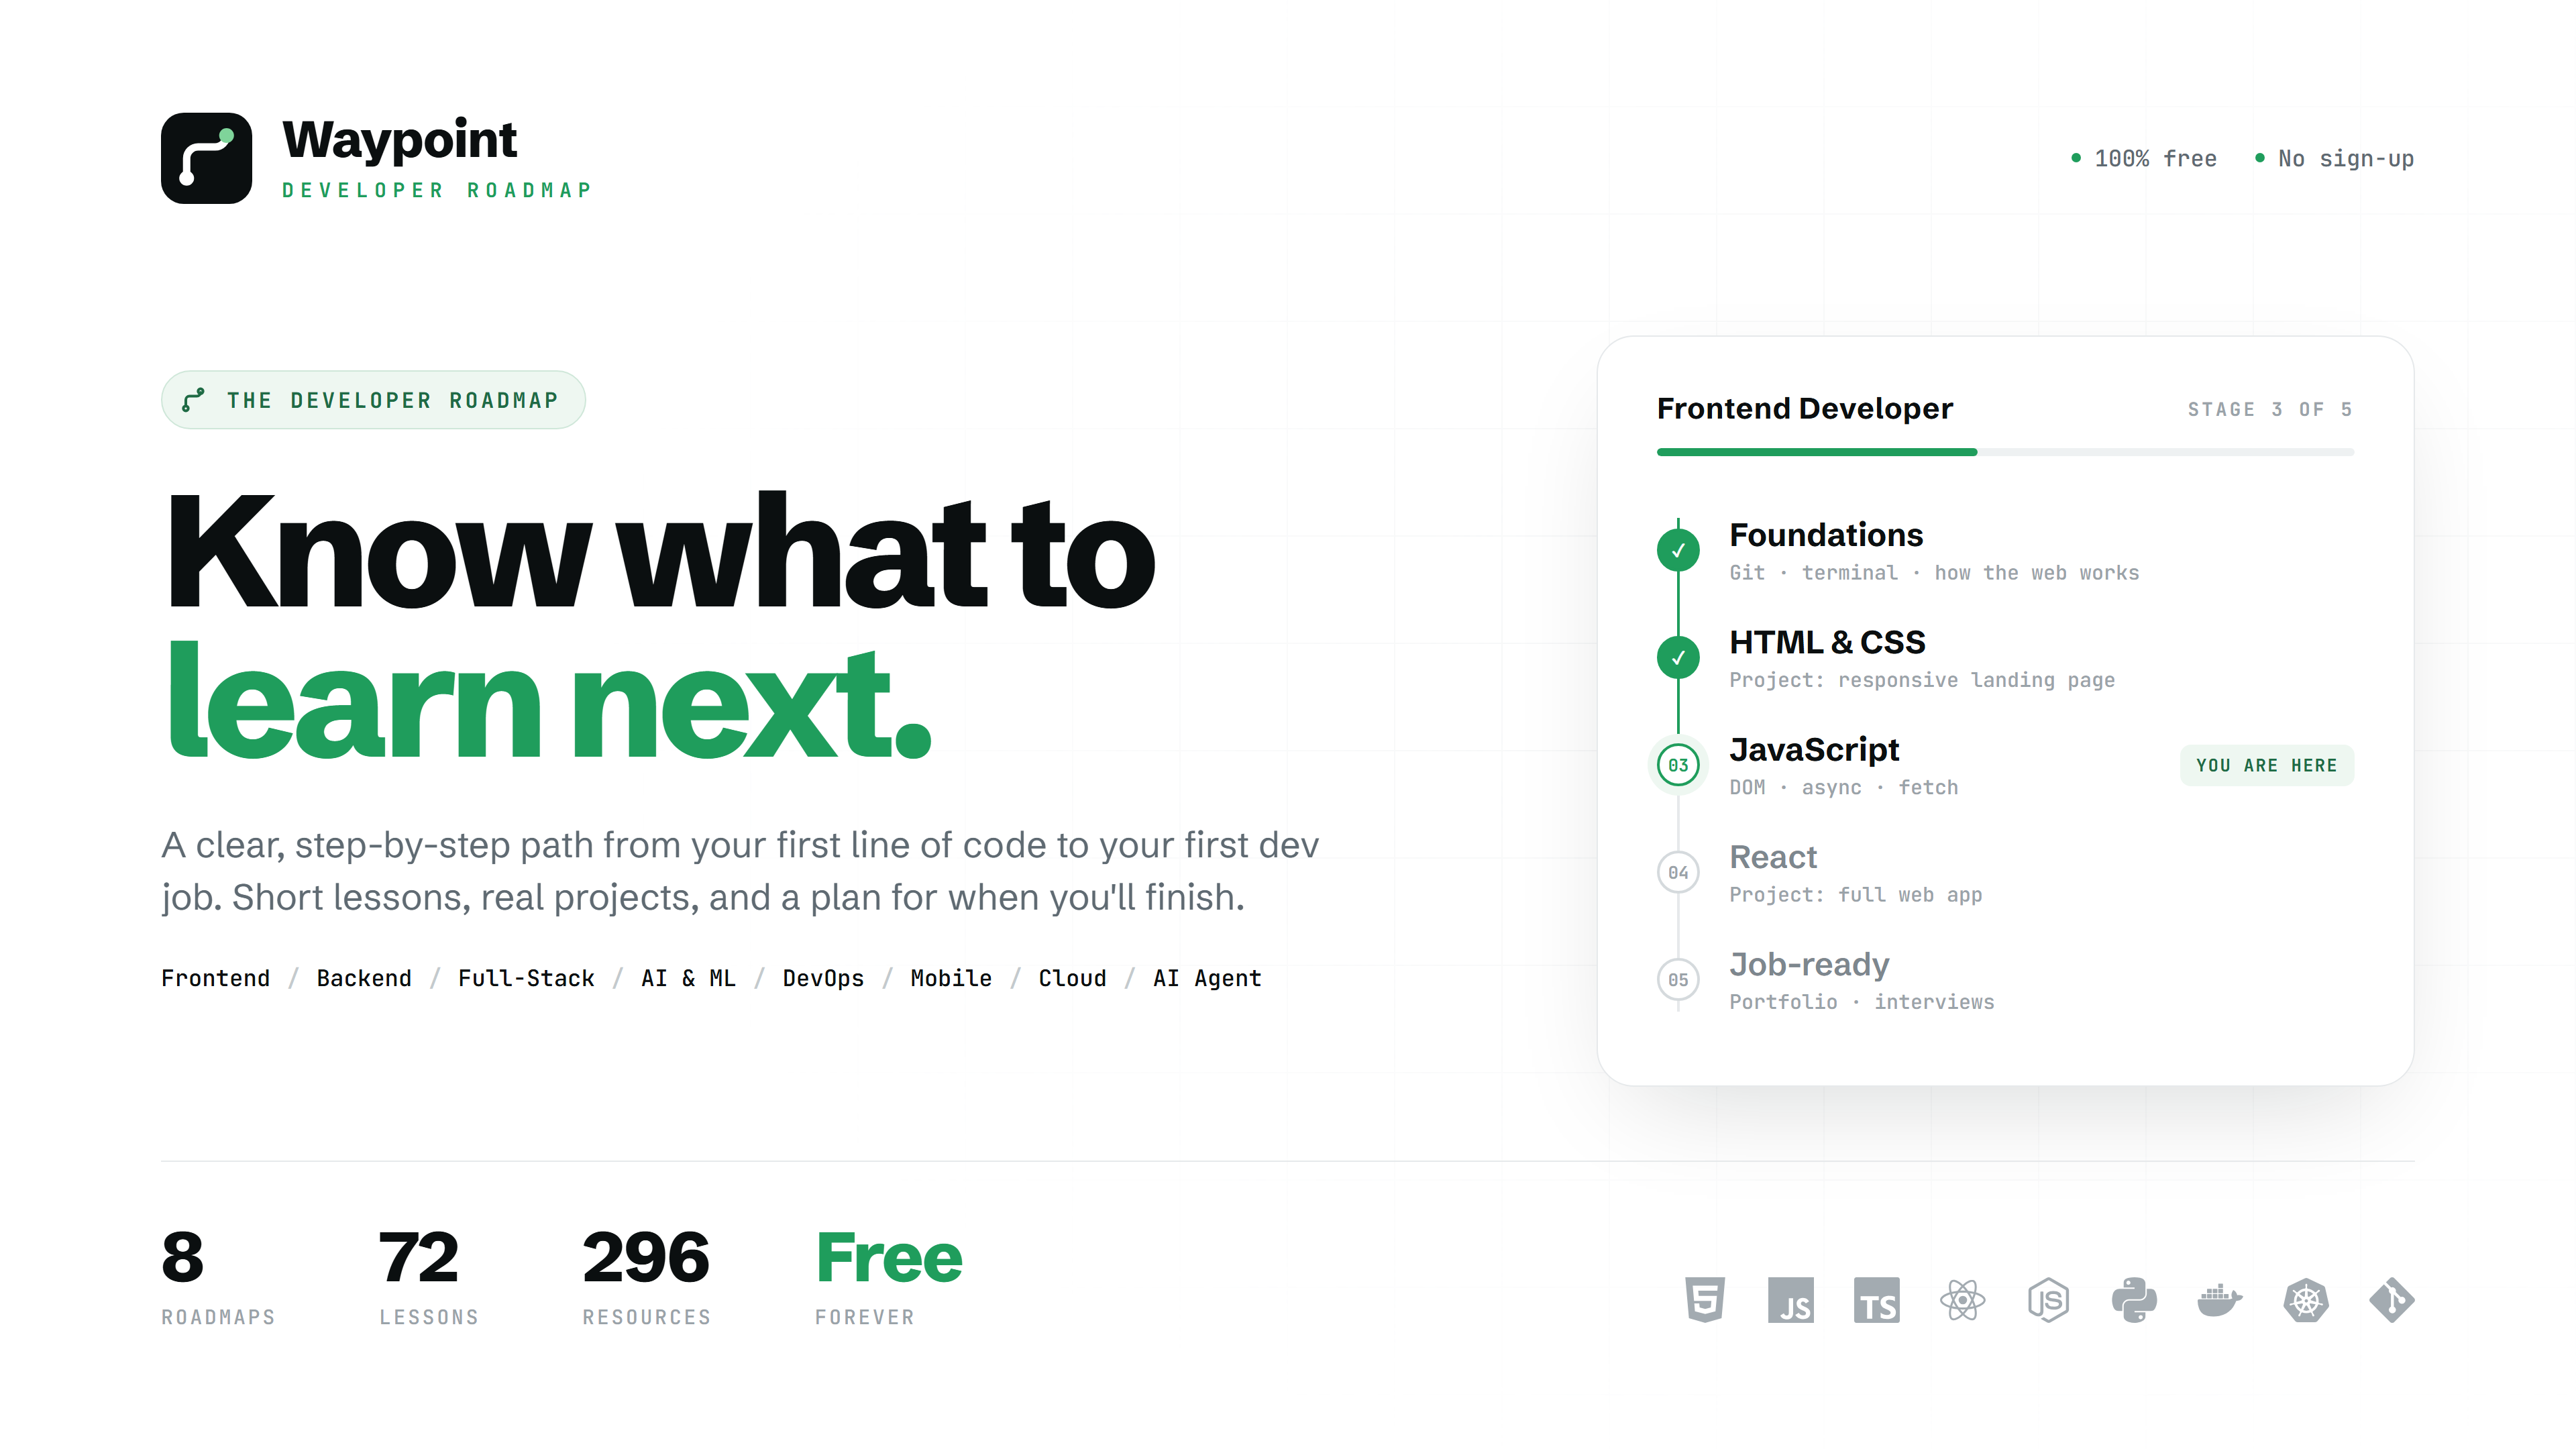 Waypoint
DEVELOPER ROADMAP
100% free
No sign-up
THE DEVELOPER ROADMAP
Know what to
learn next.
A clear, step-by-step path from your first line of code to your first dev
job. Short lessons, real projects, and a plan for when you'll finish.
Frontend / Backend / Full-Stack / AI & ML / DevOps / Mobile / Cloud / AI Agent
Frontend Developer
STAGE 3 OF 5
Foundations
Git · terminal · how the web works
HTML & CSS
Project: responsive landing page
03
JavaScript
DOM · async · fetch
YOU ARE HERE
04
React
Project: full web app
05
Job-ready
Portfolio · interviews
8
ROADMAPS
72
LESSONS
296
RESOURCES
Free
FOREVER
5
JS
TS
JS